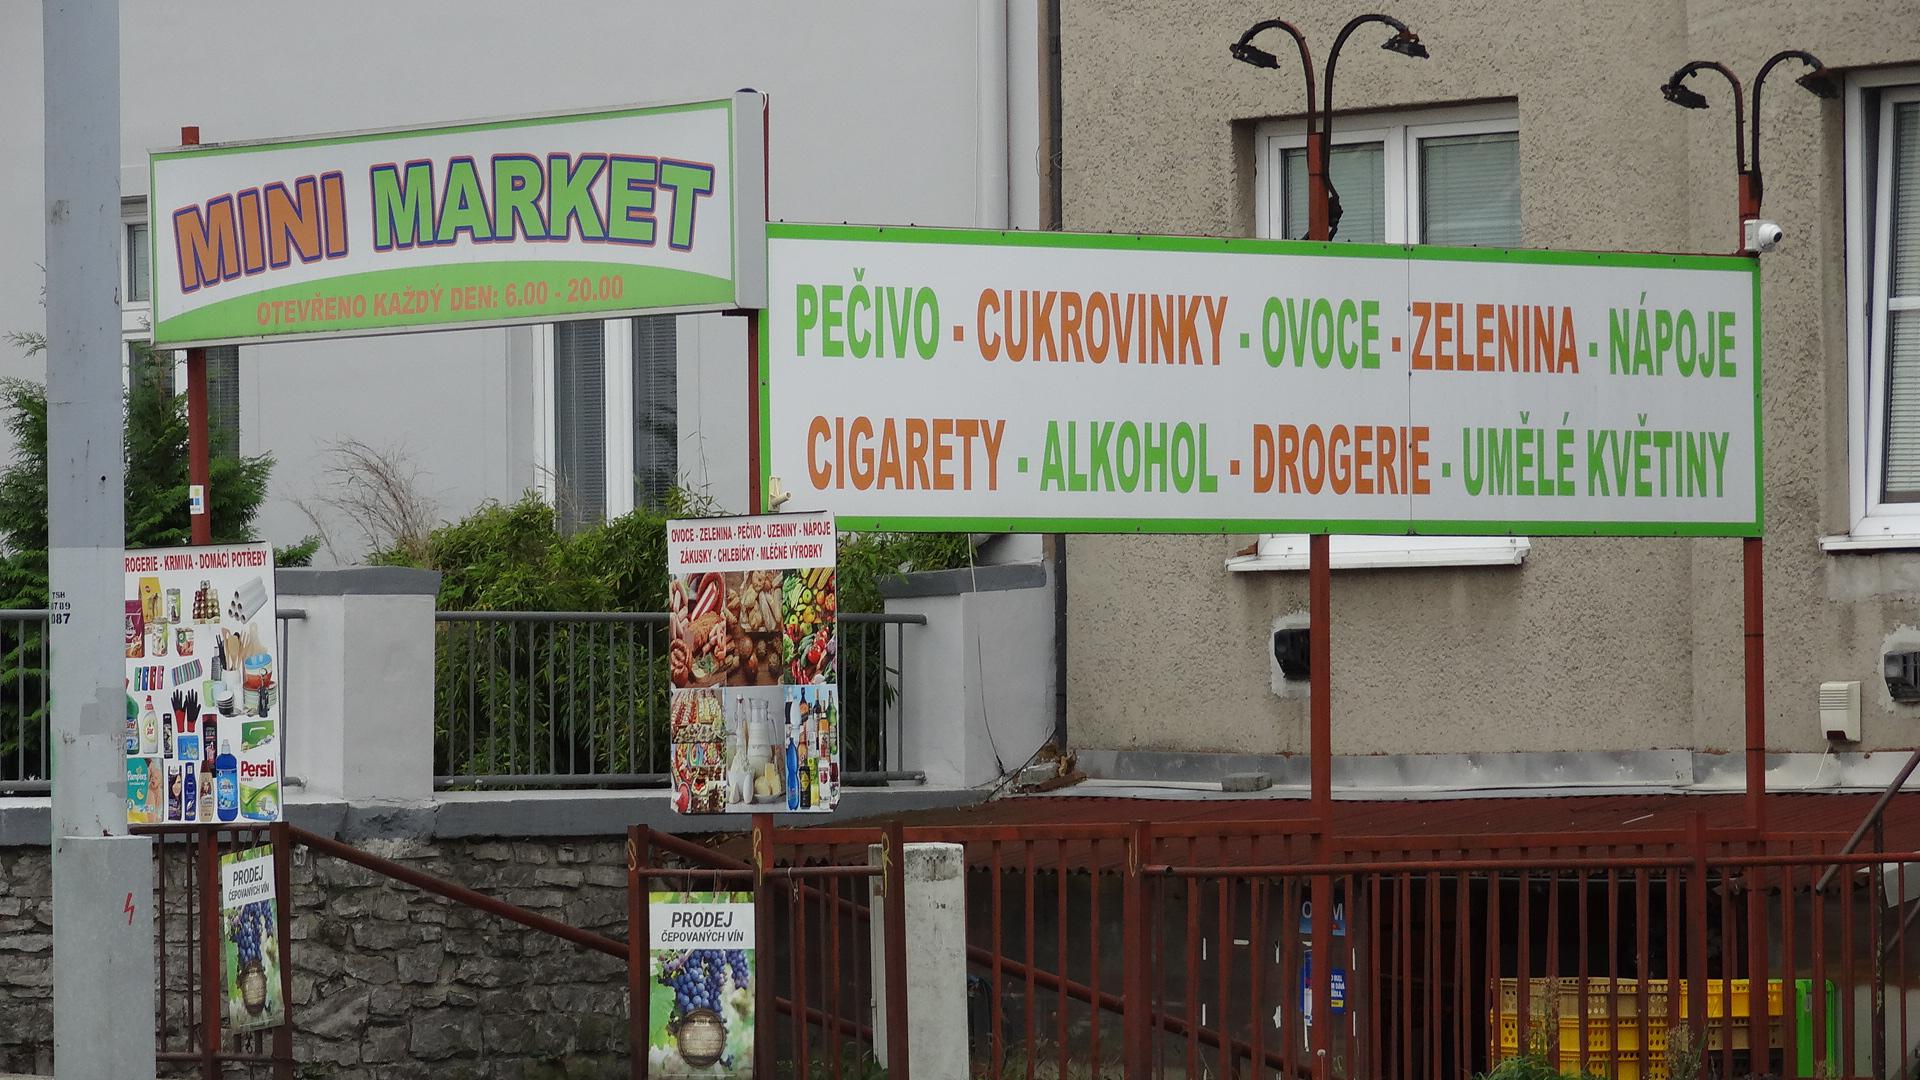 MINI MARKET
OTEVŘENO KAŽDÝ DEN: 6.00 - 20.00
PEČIVO - CUKROVINKY - OVOCE - ZELENINA - NÁPOJE
CIGARETY - ALKOHOL - DROGERIE - UMĚLÉ KVĚTINY
OVOCE - ZELENINA - PEČIVO - UZENINY - NÁPOJE
ZÁKUSKY - CHLEBÍČKY - MLÉČNÉ VÝROBKY
ROGERIE - KRMIVA - DOMÁCÍ POTŘEBY
Pampers
Persil
PRODEJ
ČEPOVANÝCH VÍN
PRODEJ
ČEPOVANÝCH VÍN